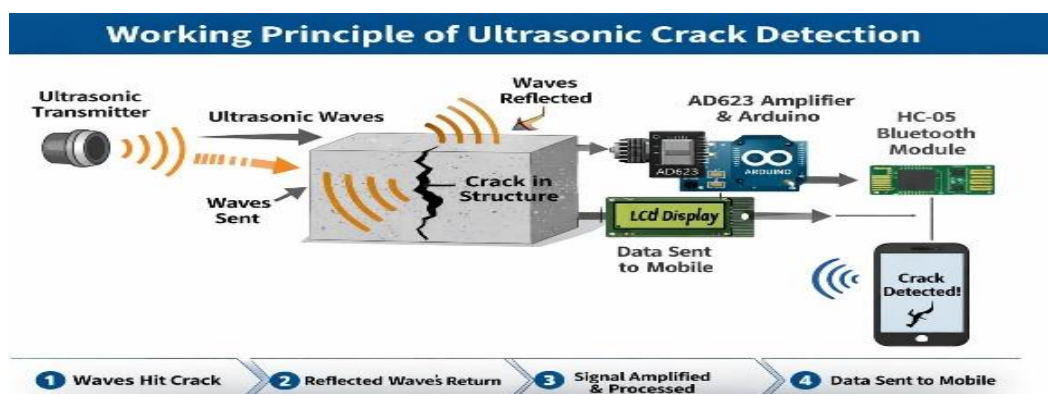 Working Principle of Ultrasonic Crack Detection
Ultrasonic
Transmitter
Ultrasonic Waves
Waves
Sent
Waves
Reflected
Crack in
Structure
AD623 Amplifier
& Arduino
AD623
ARDUINO
LCd Display
Data Sent
to Mobile
HC-05
Bluetooth
Module
Crack
Detected!
1 Waves Hit Crack
2 Reflected Wave's Return
3 Signal Amplified
& Processed
4 Data Sent to Mobile